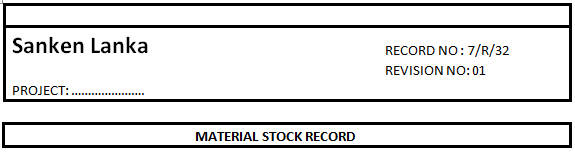 Sanken Lanka
RECORD NO : 7/R/32
REVISION NO: 01
PROJECT: ......................
MATERIAL STOCK RECORD